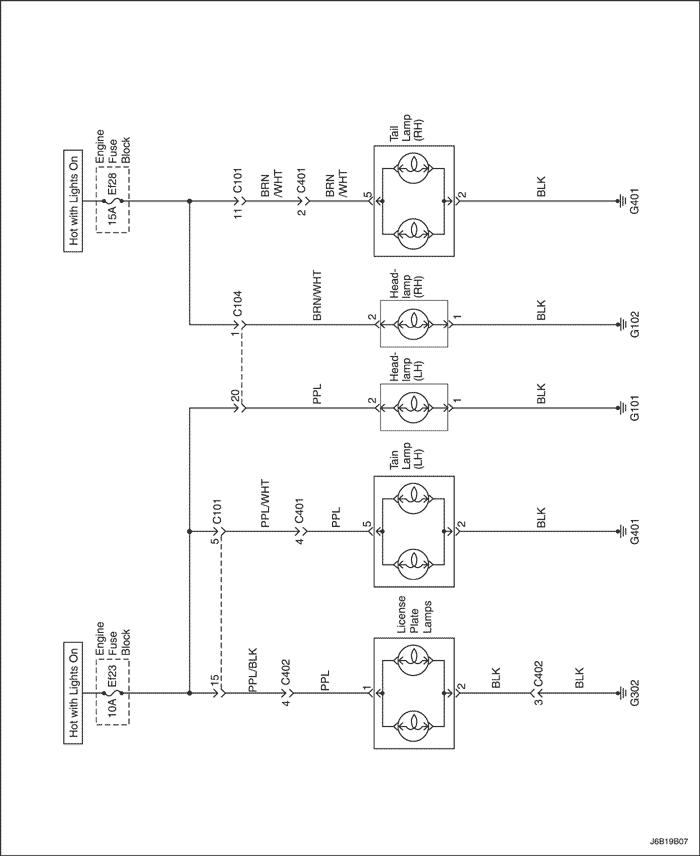 Hot with Lights On
Hot with Lights On
10A
Ef23
Engine
Fuse
Block
15A
Ef28
Engine
Fuse
Block
15
5
C101
20
1
C104
11
C101
PPL/BLK
PPL/WHT
BRN
/WHT
4
C402
4
C401
2
C401
PPL
PPL
PPL
BRN/WHT
BRN
/WHT
1
License
Plate
Lamps
5
Tain
Lamp
(LH)
2
Head-
lamp
(LH)
2
Head-
lamp
(RH)
5
Tail
Lamp
(RH)
2
2
1
1
2
BLK
BLK
BLK
BLK
BLK
3
C402
BLK
G302
G401
G101
G102
G401
J6B19B07